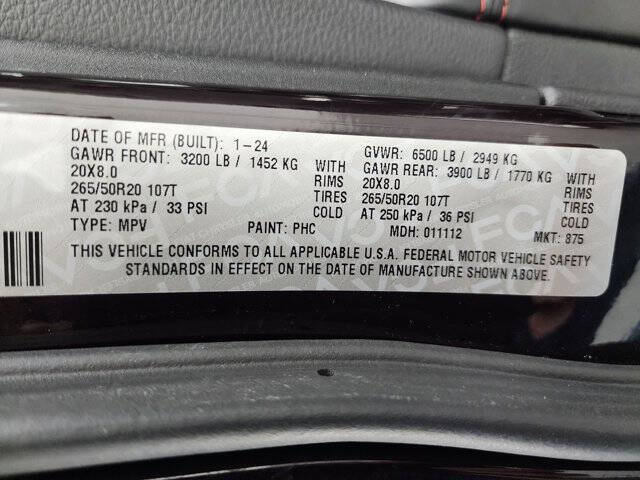 DATE OF MFR (BUILT): 1-24 GVWR: 6500 LB / 2949 KG
GAWR FRONT: 3200 LB / 1452 KG WITH GAWR REAR: 3900 LB / 1770 KG WITH
20X8.0 RIMS 20X8.0 RIMS
265/50R20 107T TIRES 265/50R20 107T TIRES
AT 230 kPa / 33 PSI COLD AT 250 kPa / 36 PSI COLD
TYPE: MPV PAINT: PHC MDH: 011112 MKT: 875
THIS VEHICLE CONFORMS TO ALL APPLICABLE U.S.A. FEDERAL MOTOR VEHICLE SAFETY
STANDARDS IN EFFECT ON THE DATE OF MANUFACTURE SHOWN ABOVE.